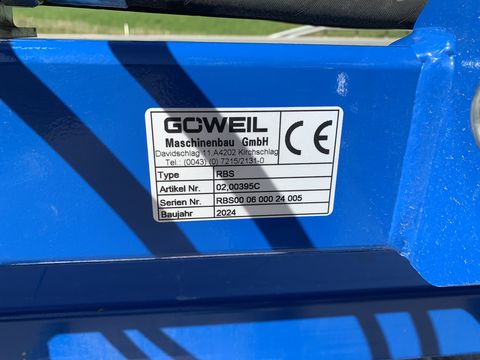 GÖWEIL
Maschinenbau GmbH
Davidschlag 11,A4202 Kirchschlag
Tel.: (0043) (0) 7215/2131-0
CE
Type RBS
Artikel Nr. 02,00395C
Serien Nr. RBS00 06 000 24 005
Baujahr 2024